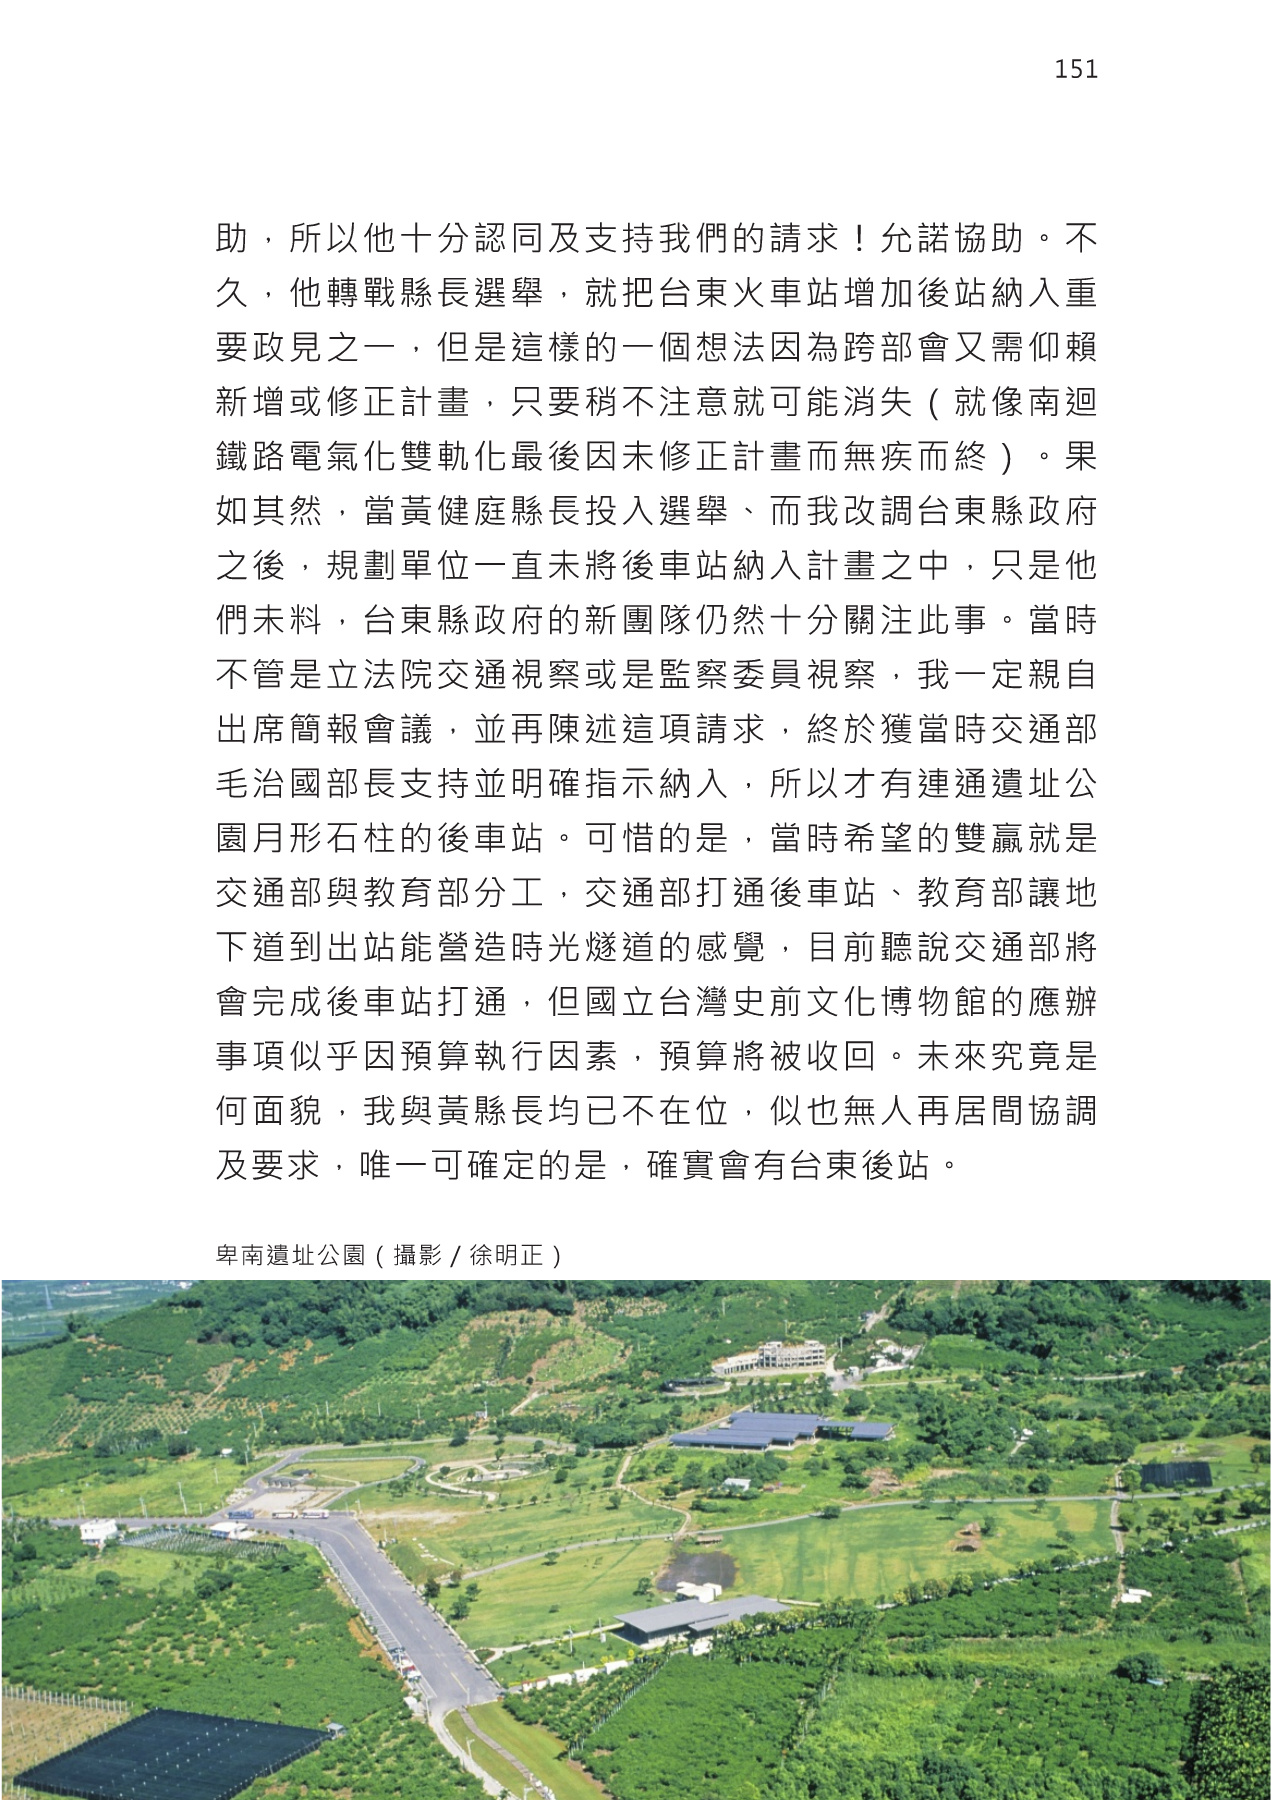 151
助，所以他十分認同及支持我們的請求！允諾協助。不
久，他轉戰縣長選舉，就把台東火車站增加後站納入重
要政見之一，但是這樣的一個想法因為跨部會又需仰賴
新增或修正計畫，只要稍不注意就可能消失（就像南迴
鐵路電氣化雙軌化最後因未修正計畫而無疾而終）。果
如其然，當黃健庭縣長投入選舉、而我改調台東縣政府
之後，規劃單位一直未將後車站納入計畫之中，只是他
們未料，台東縣政府的新團隊仍然十分關注此事。當時
不管是立法院交通視察或是監察委員視察，我一定親自
出席簡報會議，並再陳述這項請求，終於獲當時交通部
毛治國部長支持並明確指示納入，所以才有連通遺址公
園月形石柱的後車站。可惜的是，當時希望的雙贏就是
交通部與教育部分工，交通部打通後車站、教育部讓地
下道到出站能營造時光燧道的感覺，目前聽說交通部將
會完成後車站打通，但國立台灣史前文化博物館的應辦
事項似乎因預算執行因素，預算將被收回。未來究竟是
何面貌，我與黃縣長均已不在位，似也無人再居間協調
及要求，唯一可確定的是，確實會有台東後站。
卑南遺址公園（攝影／徐明正）